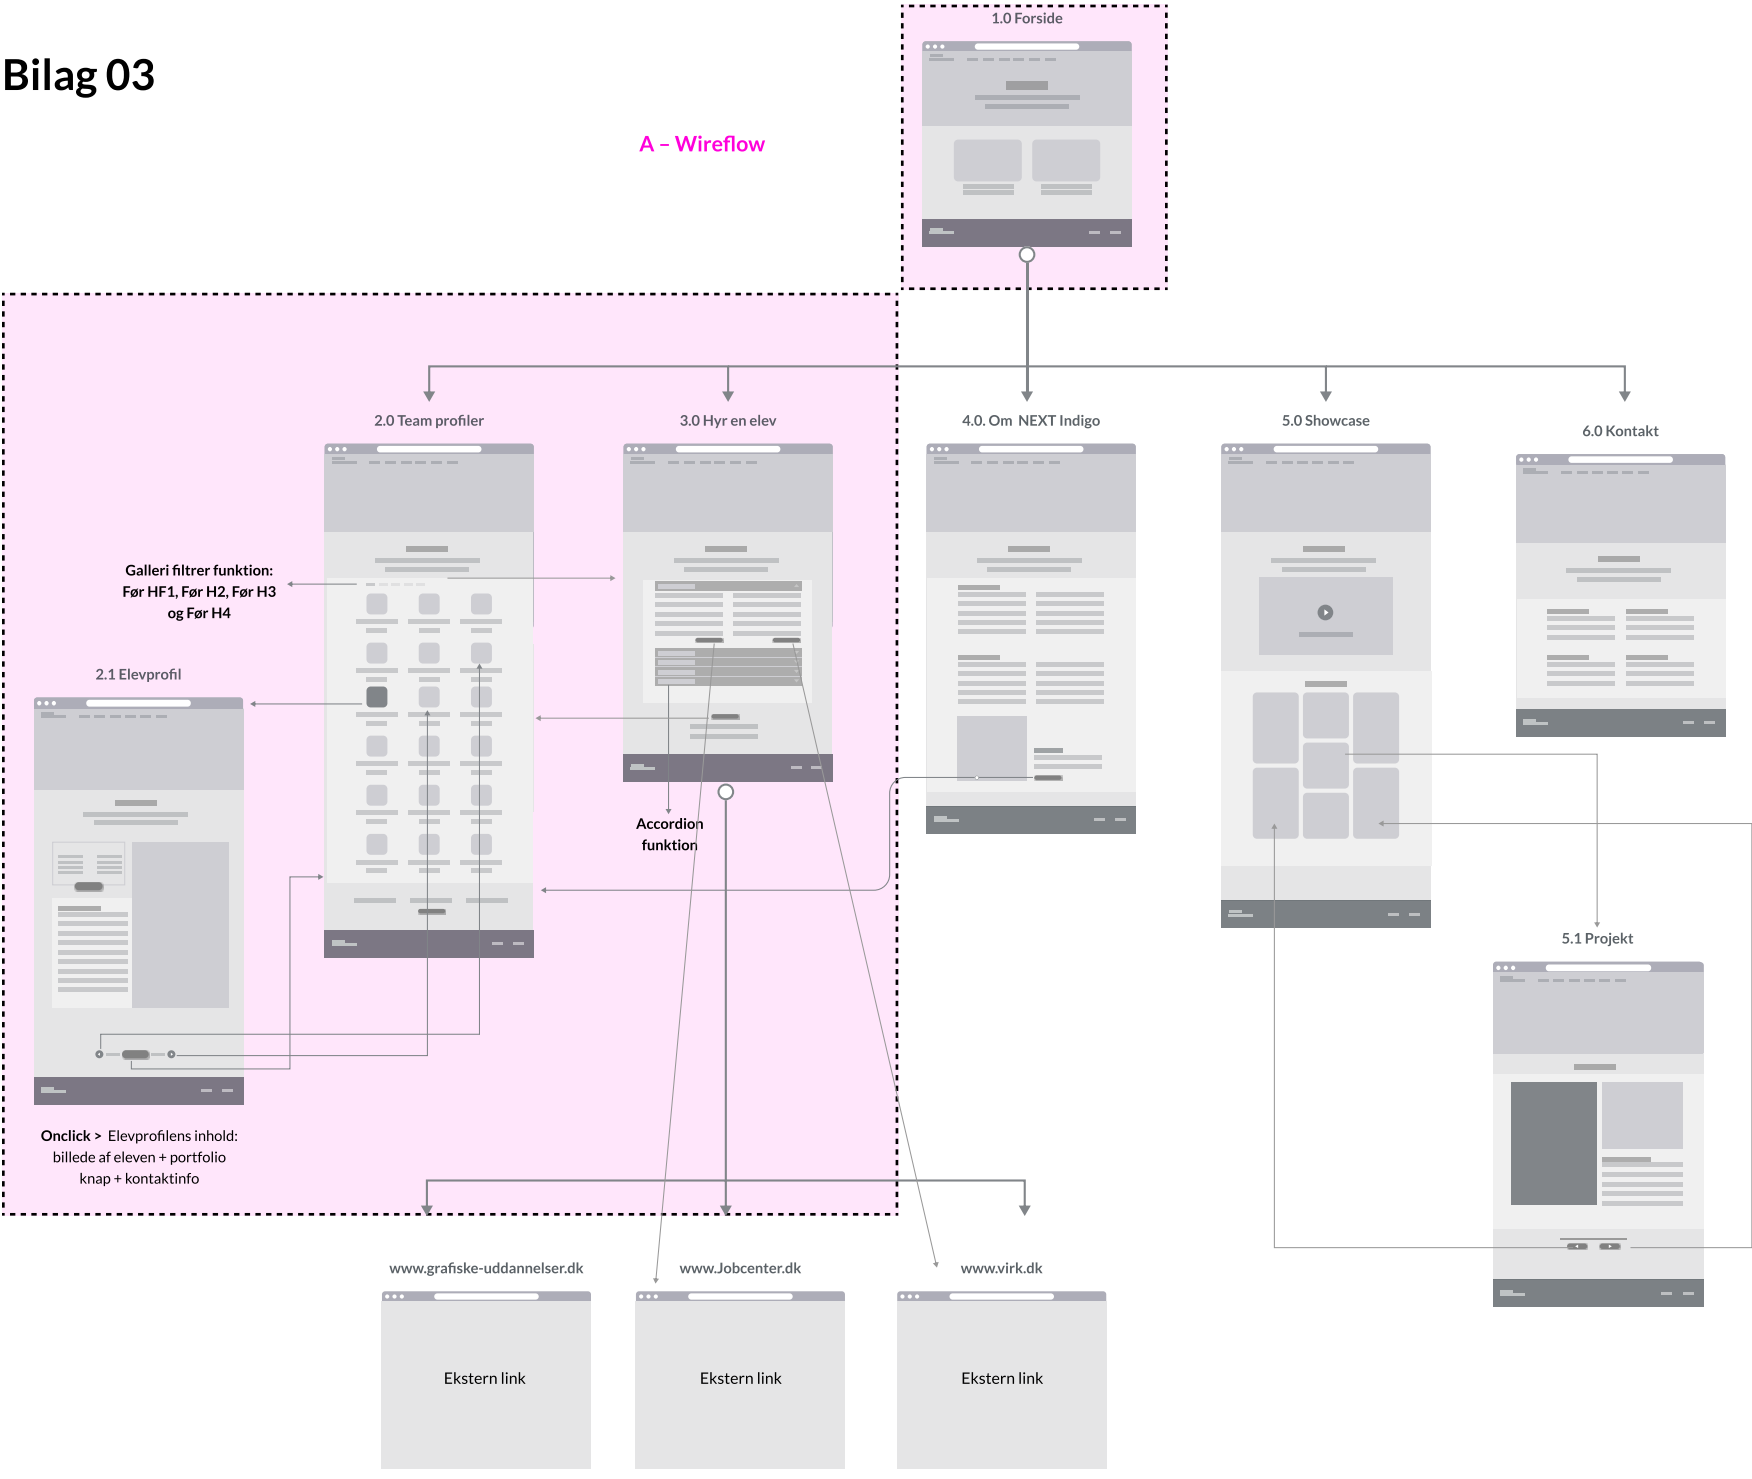 1.0 Forside
Bilag 03
A – Wireflow
2.0 Team profiler
3.0 Hyr en elev
4.0. Om NEXT Indigo
5.0 Showcase
6.0 Kontakt
Galleri filtrer funktion:
Før HF1, Før H2, Før H3
og Før H4
2.1 Elevprofil
Accordion
funktion
5.1 Projekt
Onclick > Elevprofilens inhold:
billede af eleven + portfolio
knap + kontaktinfo
www.grafiske-uddannelser.dk
www.Jobcenter.dk
www.virk.dk
Ekstern link
Ekstern link
Ekstern link